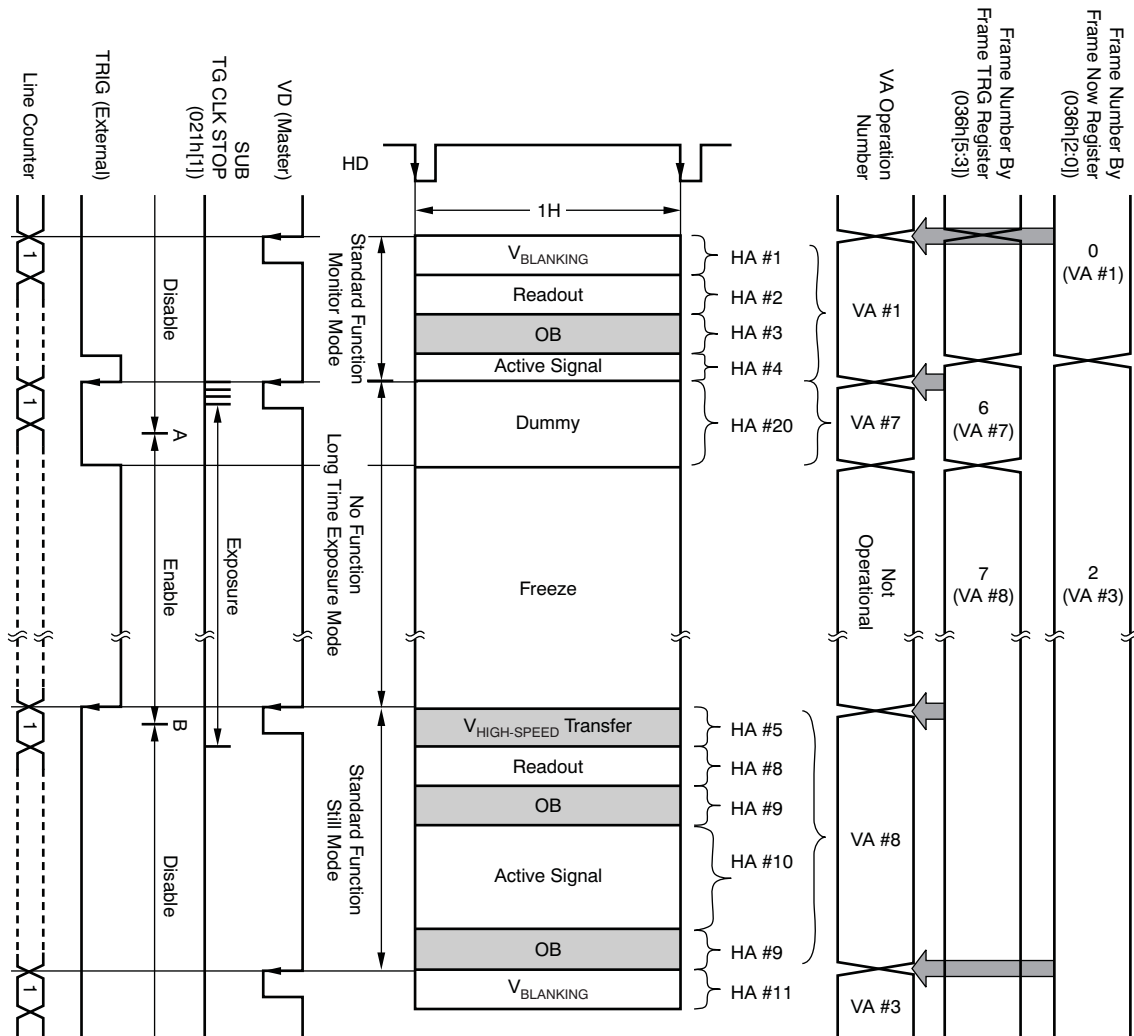 Line Counter
TRIG (External)
SUB
TG CLK STOP
(021h[1])
VD (Master)
HD
1H
VA Operation
Number
Frame Number By
Frame TRG Register
(036h[5:3])
Frame Number By
Frame Now Register
(036h[2:0])
1
1
1
1
Disable
A
Enable
B
Disable
Exposure
Standard Function
Monitor Mode
No Function
Long Time Exposure Mode
Standard Function
Still Mode
VBLANKING
Readout
OB
Active Signal
Dummy
Freeze
VHIGH-SPEED Transfer
Readout
OB
Active Signal
OB
VBLANKING
HA #1
HA #2
HA #3
HA #4
HA #20
HA #5
HA #8
HA #9
HA #10
HA #9
HA #11
VA #1
VA #7
Not
Operational
VA #8
VA #3
6
(VA #7)
7
(VA #8)
0
(VA #1)
2
(VA #3)